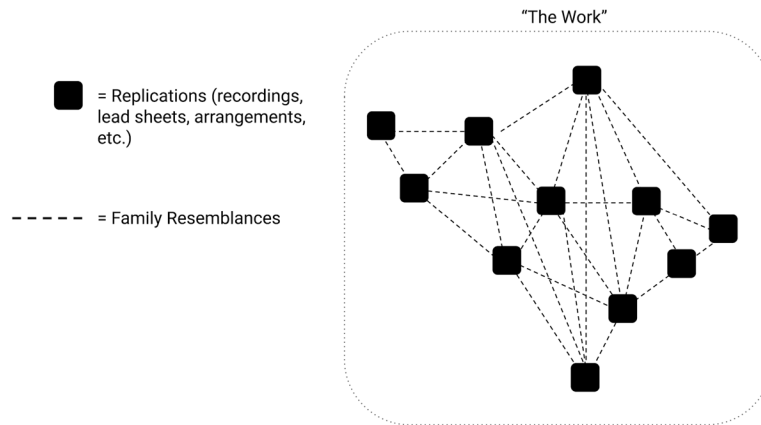 “The Work”
= Replications (recordings,
lead sheets, arrangements,
etc.)
= Family Resemblances